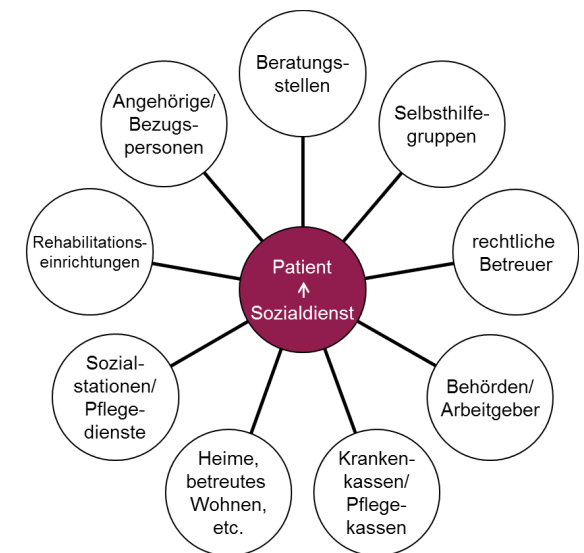 Beratungs-
stellen
Selbsthilfe-
gruppen
rechtliche
Betreuer
Behörden/
Arbeitgeber
Kranken-
kassen/
Pflege-
kassen
Heime,
betreutes
Wohnen,
etc.
Sozial-
stationen/
Pflege-
dienste
Rehabilitations-
einrichtungen
Angehörige/
Bezugs-
personen
Patient
↑
Sozialdienst